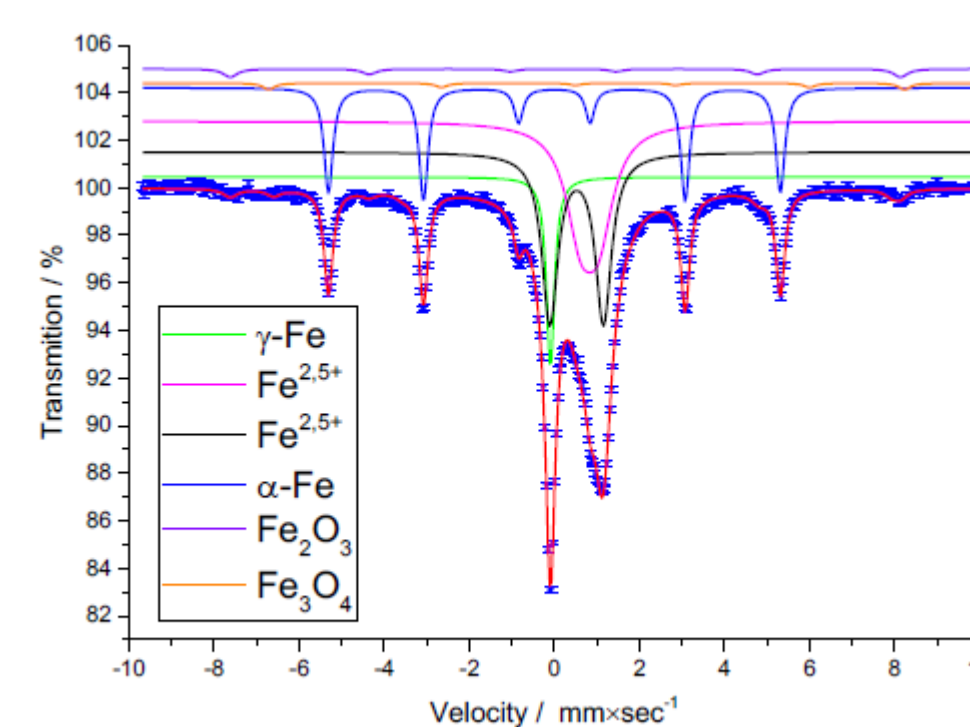 106
104
102
100
98
96
94
92
90
88
86
84
82
Transmition / %
γ-Fe
Fe2,5+
Fe2,5+
α-Fe
Fe2O3
Fe3O4
-10 -8 -6 -4 -2 0 2 4 6 8
Velocity / mm×sec-1